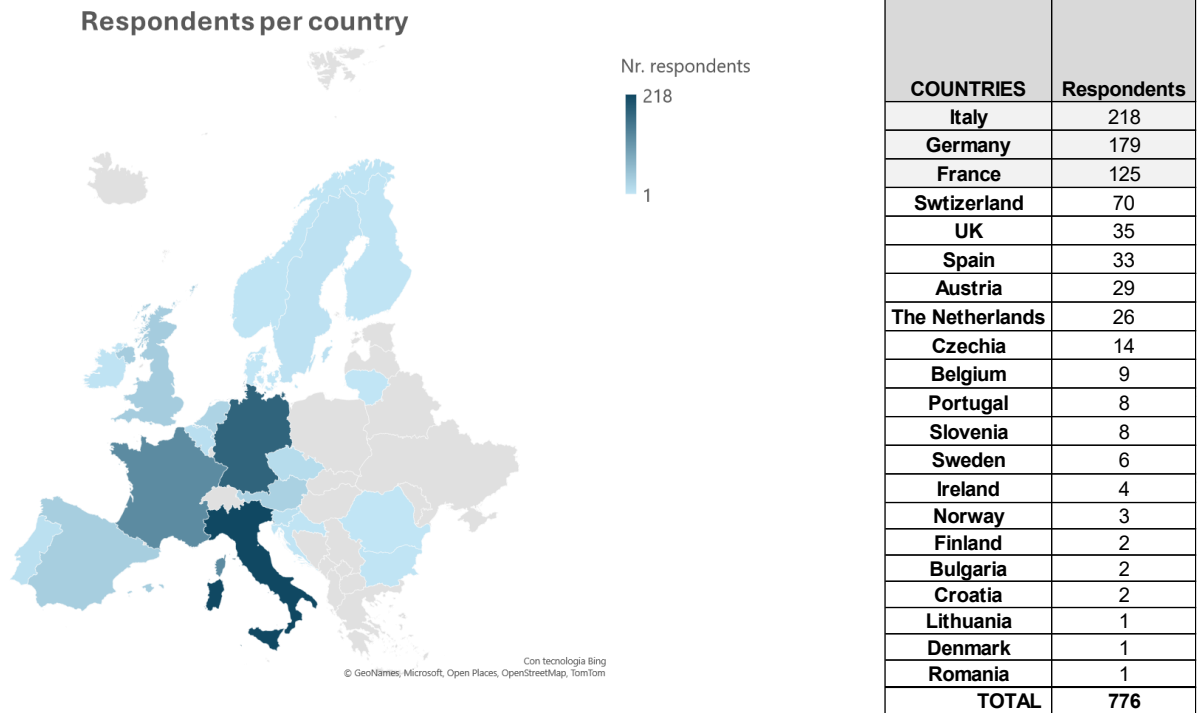 Respondents per country
Nr. respondents
218
1
Con tecnologia Bing
© GeoNames, Microsoft, Open Places, OpenStreetMap, TomTom
COUNTRIES Respondents
Italy 218
Germany 179
France 125
Swtizerland 70
UK 35
Spain 33
Austria 29
The Netherlands 26
Czechia 14
Belgium 9
Portugal 8
Slovenia 8
Sweden 6
Ireland 4
Norway 3
Finland 2
Bulgaria 2
Croatia 2
Lithuania 1
Denmark 1
Romania 1
TOTAL 776